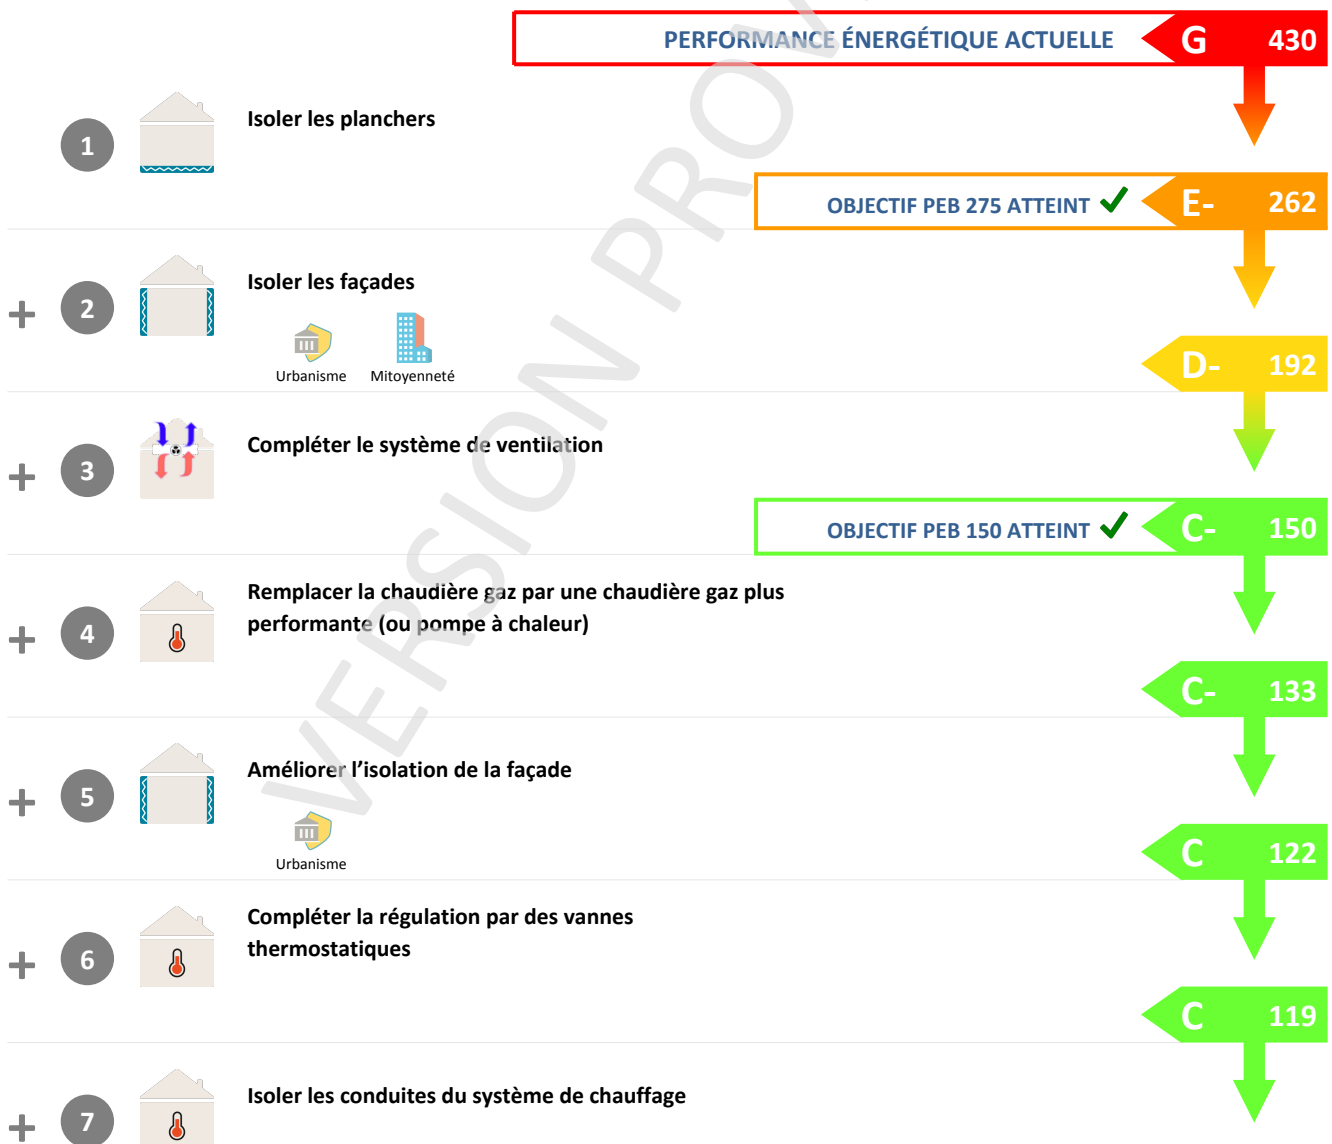 PERFORMANCE ÉNERGÉTIQUE ACTUELLE G 430
1 Isoler les planchers
OBJECTIF PEB 275 ATTEINT E- 262
+ 2 Isoler les façades
Urbanisme Mitoyenneté
D- 192
+ 3 Compléter le système de ventilation
OBJECTIF PEB 150 ATTEINT C- 150
+ 4 Remplacer la chaudière gaz par une chaudière gaz plus
performante (ou pompe à chaleur)
C- 133
+ 5 Améliorer l’isolation de la façade
Urbanisme
C 122
+ 6 Compléter la régulation par des vannes
thermostatiques
C 119
+ 7 Isoler les conduites du système de chauffage
VERSION PROV